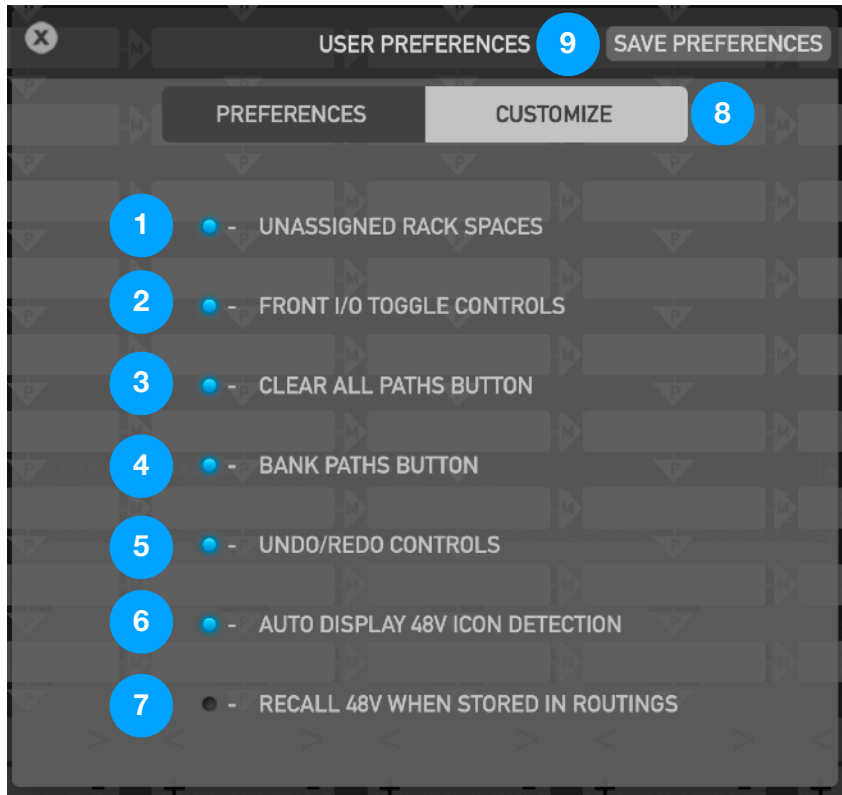 USER PREFERENCES 9 SAVE PREFERENCES
PREFERENCES CUSTOMIZE 8
1 - UNASSIGNED RACK SPACES
2 - FRONT I/O TOGGLE CONTROLS
3 - CLEAR ALL PATHS BUTTON
4 - BANK PATHS BUTTON
5 - UNDO/REDO CONTROLS
6 - AUTO DISPLAY 48V ICON DETECTION
7 - RECALL 48V WHEN STORED IN ROUTINGS